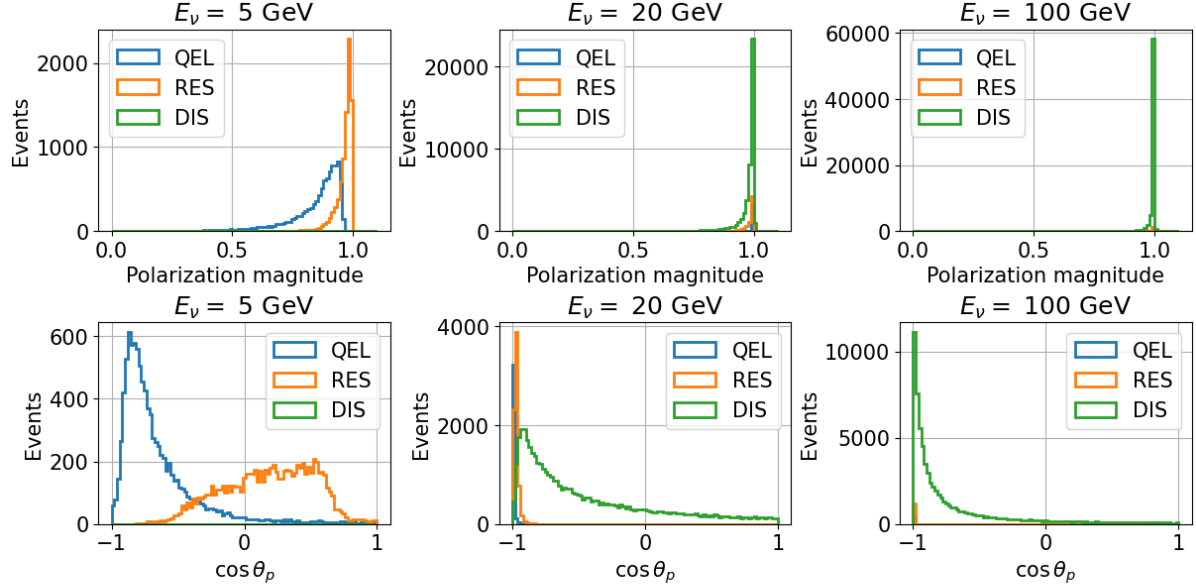 E_ν = 5 GeV
Events
2000
1000
0
QEL
RES
DIS
0.0 0.5 1.0
Polarization magnitude
E_ν = 20 GeV
Events
20000
10000
0
QEL
RES
DIS
0.0 0.5 1.0
Polarization magnitude
E_ν = 100 GeV
Events
60000
40000
20000
0
QEL
RES
DIS
0.0 0.5 1.0
Polarization magnitude
E_ν = 5 GeV
Events
600
400
200
0
QEL
RES
DIS
−1 0 1
cos θ_p
E_ν = 20 GeV
Events
4000
2000
0
QEL
RES
DIS
−1 0 1
cos θ_p
E_ν = 100 GeV
Events
10000
5000
0
QEL
RES
DIS
−1 0 1
cos θ_p